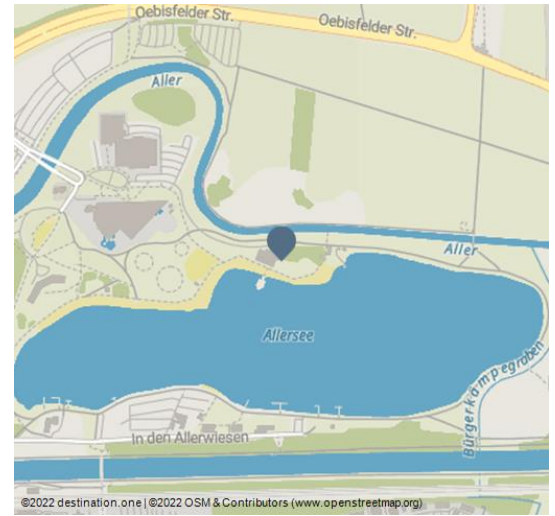 Oebisfelder Str.
Oebisfelder Str.
Aller
Aller
Allersee
Bürgerkämpegraben
In den Allerwiesen
©2022 destination.one | ©2022 OSM & Contributors (www.openstreetmap.org)